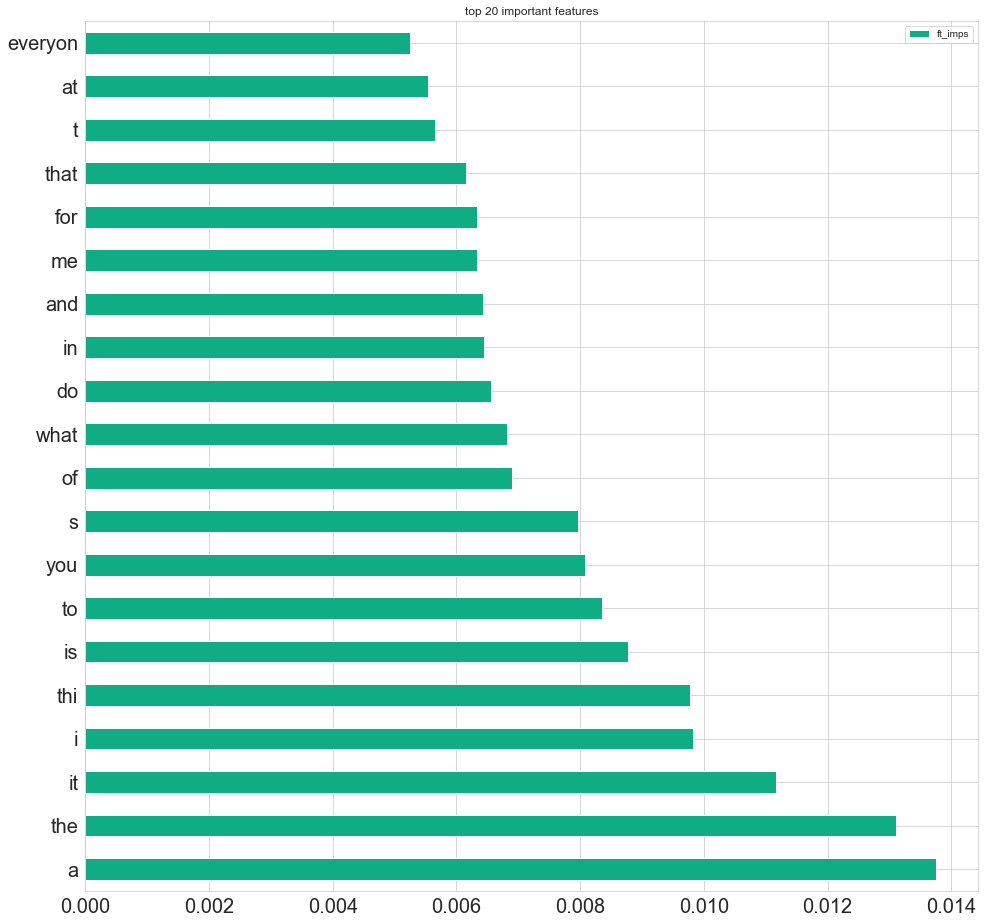 top 20 important features
ft_imps
everyon
at
t
that
for
me
and
in
do
what
of
s
you
to
is
thi
i
it
the
a
0.000 0.002 0.004 0.006 0.008 0.010 0.012 0.014